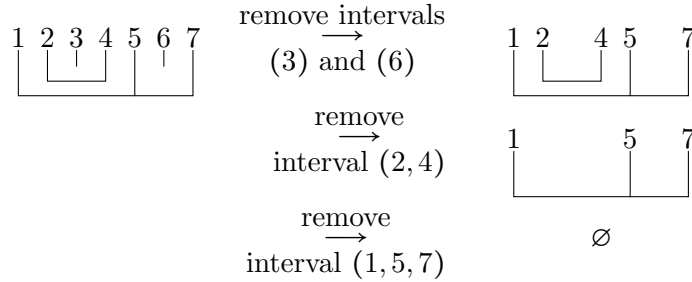 remove intervals
1 2 3 4 5 6 7 → 1 2 4 5 7
(3) and (6)
remove
→ 1 5 7
interval (2, 4)
remove
→ ∅
interval (1, 5, 7)